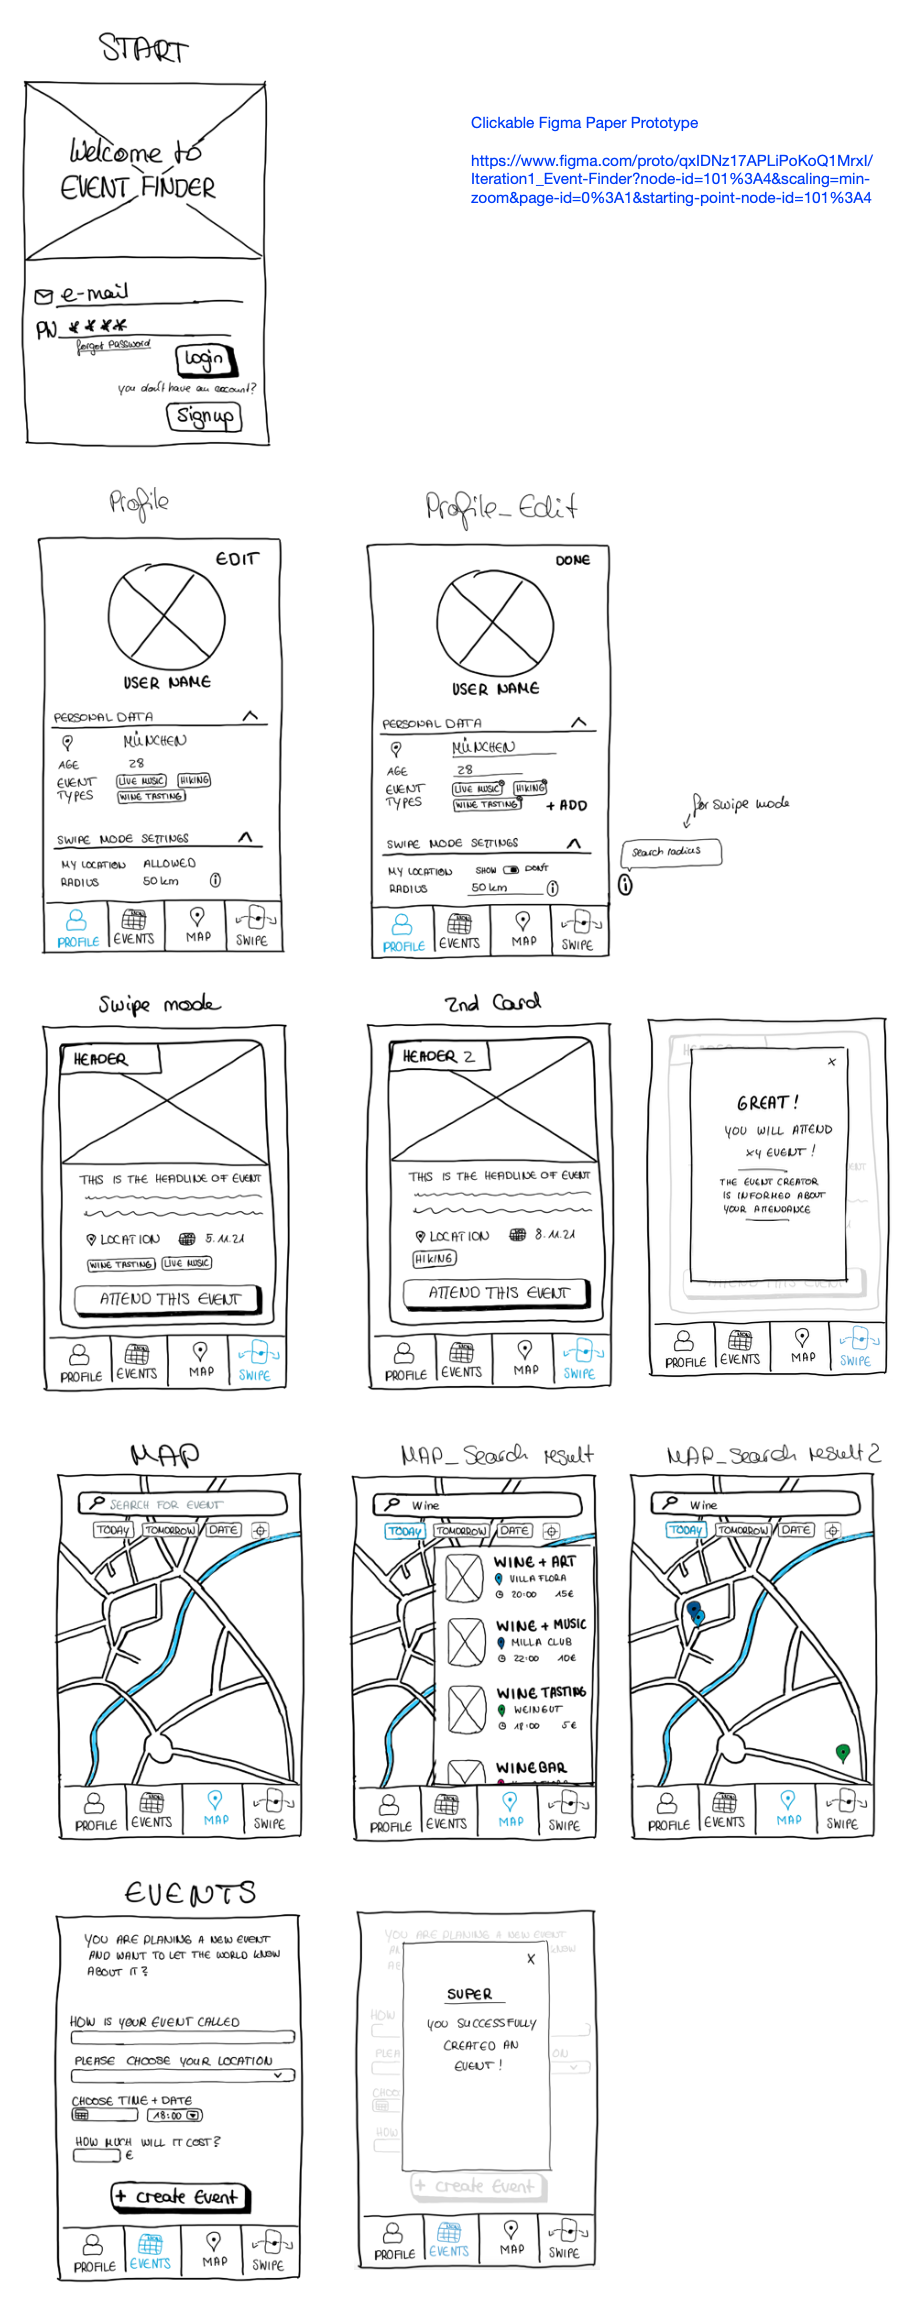 START
Clickable Figma Paper Prototype
https://www.figma.com/proto/qxIDNz17APLiPoKoQ1MrxI/
Iteration1_Event-Finder?node-id=101%3A4&scaling=min-
zoom&page-id=0%3A1&starting-point-node-id=101%3A4
Welcome to
EVENT FINDER
e-mail
PW ****
forgot password
Login
you don't have an account?
Sign up
Profile
EDIT
USER NAME
PERSONAL DATA
MÜNCHEN
AGE 28
EVENT LIVE MUSIC HIKING
TYPES WINE TASTING
SWIPE MODE SETTINGS
MY LOCATION ALLOWED
RADIUS 50 km i
PROFILE EVENTS MAP SWIPE
Profile_Edit
DONE
USER NAME
PERSONAL DATA
MÜNCHEN
AGE 28
EVENT LIVE MUSIC HIKING
TYPES WINE TASTING + ADD
SWIPE MODE SETTINGS
MY LOCATION SHOW DON'T
RADIUS 50 km i
PROFILE EVENTS MAP SWIPE
for swipe mode
Search radius
i
Swipe mode
HEADER
THIS IS THE HEADLINE OF EVENT
LOCATION 5.11.21
WINE TASTING LIVE MUSIC
ATTEND THIS EVENT
PROFILE EVENTS MAP SWIPE
2nd Card
HEADER 2
THIS IS THE HEADLINE OF EVENT
LOCATION 8.11.21
HIKING
ATTEND THIS EVENT
PROFILE EVENTS MAP SWIPE
x
GREAT!
YOU WILL ATTEND
XY EVENT!
THE EVENT CREATOR
IS INFORMED ABOUT
YOUR ATTENDANCE
ATTEND THIS EVENT
PROFILE EVENTS MAP SWIPE
MAP
SEARCH FOR EVENT
TODAY TOMORROW DATE
PROFILE EVENTS MAP SWIPE
MAP_Search result
Wine
TODAY TOMORROW DATE
WINE + ART
VILLA FLORA
20:00 15€
WINE + MUSIC
MILLA CLUB
22:00 10€
WINE TASTING
WEINGUT
18:00 5€
WINEBAR
PROFILE EVENTS MAP SWIPE
MAP_Search result 2
Wine
TODAY TOMORROW DATE
PROFILE EVENTS MAP SWIPE
EVENTS
YOU ARE PLANING A NEW EVENT
AND WANT TO LET THE WORLD KNOW
ABOUT IT?
HOW IS YOUR EVENT CALLED
PLEASE CHOOSE YOUR LOCATION
CHOOSE TIME + DATE
18:00
HOW MUCH WILL IT COST?
€
+ create Event
PROFILE EVENTS MAP SWIPE
YOU ARE PLANING A NEW EVENT
KNOW
x
SUPER
YOU SUCCESSFULLY
CREATED AN
EVENT!
HOW
+ create Event
PROFILE EVENTS MAP SWIPE